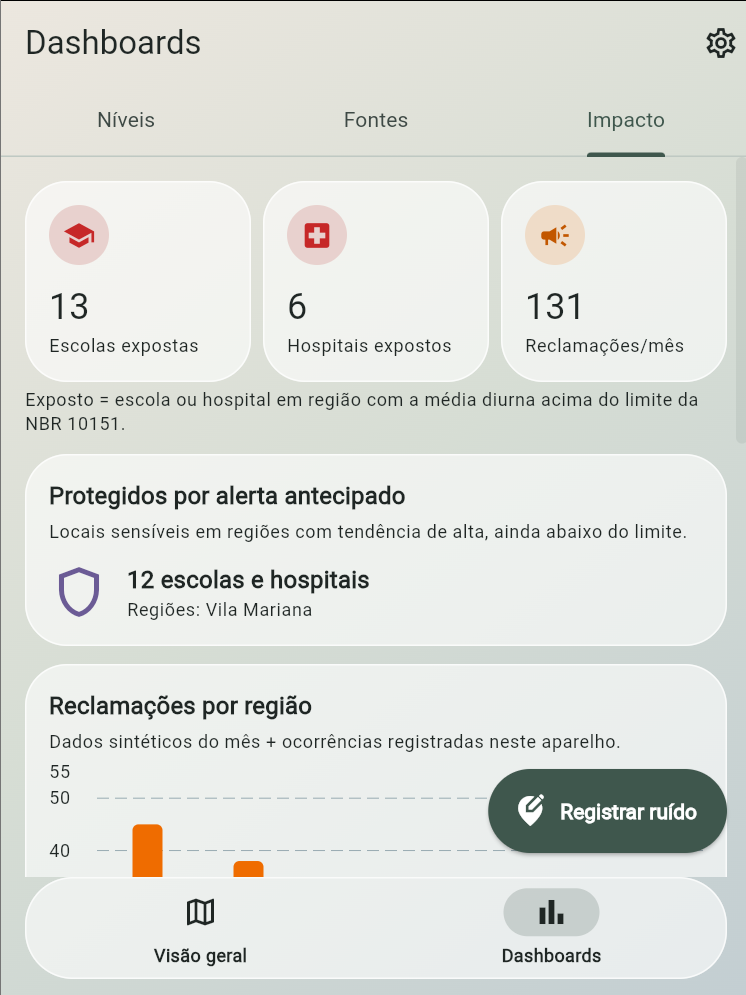 Dashboards
Níveis
Fontes
Impacto
13
Escolas expostas
6
Hospitais expostos
131
Reclamações/mês
Exposto = escola ou hospital em região com a média diurna acima do limite da
NBR 10151.
Protegidos por alerta antecipado
Locais sensíveis em regiões com tendência de alta, ainda abaixo do limite.
12 escolas e hospitais
Regiões: Vila Mariana
Reclamações por região
Dados sintéticos do mês + ocorrências registradas neste aparelho.
55
50
40
Registrar ruído
Visão geral
Dashboards